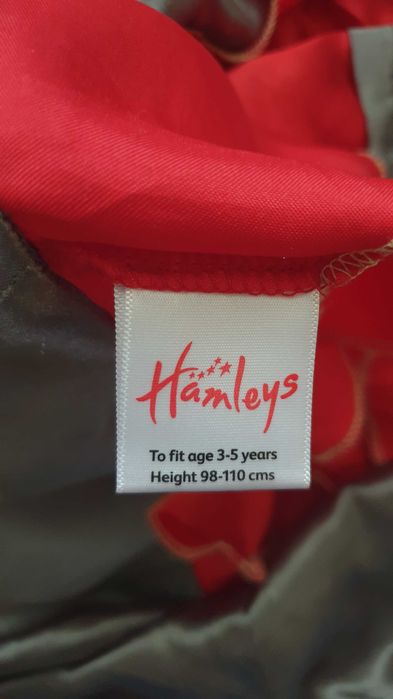 Hamleys
To fit age 3-5 years
Height 98-110 cms